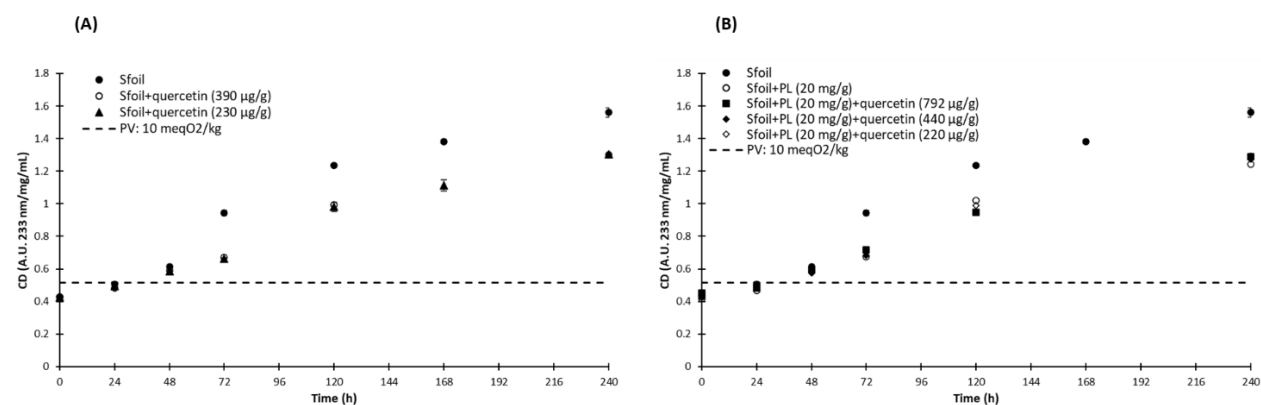 (A)
CD (A.U. 233 nm/mg/mL)
1.8
1.6
1.4
1.2
1
0.8
0.6
0.4
0.2
0
Sfoil
Sfoil+quercetin (390 µg/g)
Sfoil+quercetin (230 µg/g)
PV: 10 meqO2/kg
0 24 48 72 96 120 144 168 192 216 240
Time (h)
(B)
CD (A.U. 233 nm/mg/mL)
1.8
1.6
1.4
1.2
1
0.8
0.6
0.4
0.2
0
Sfoil
Sfoil+PL (20 mg/g)
Sfoil+PL (20 mg/g)+quercetin (792 µg/g)
Sfoil+PL (20 mg/g)+quercetin (440 µg/g)
Sfoil+PL (20 mg/g)+quercetin (220 µg/g)
PV: 10 meqO2/kg
0 24 48 72 96 120 144 168 192 216 240
Time (h)